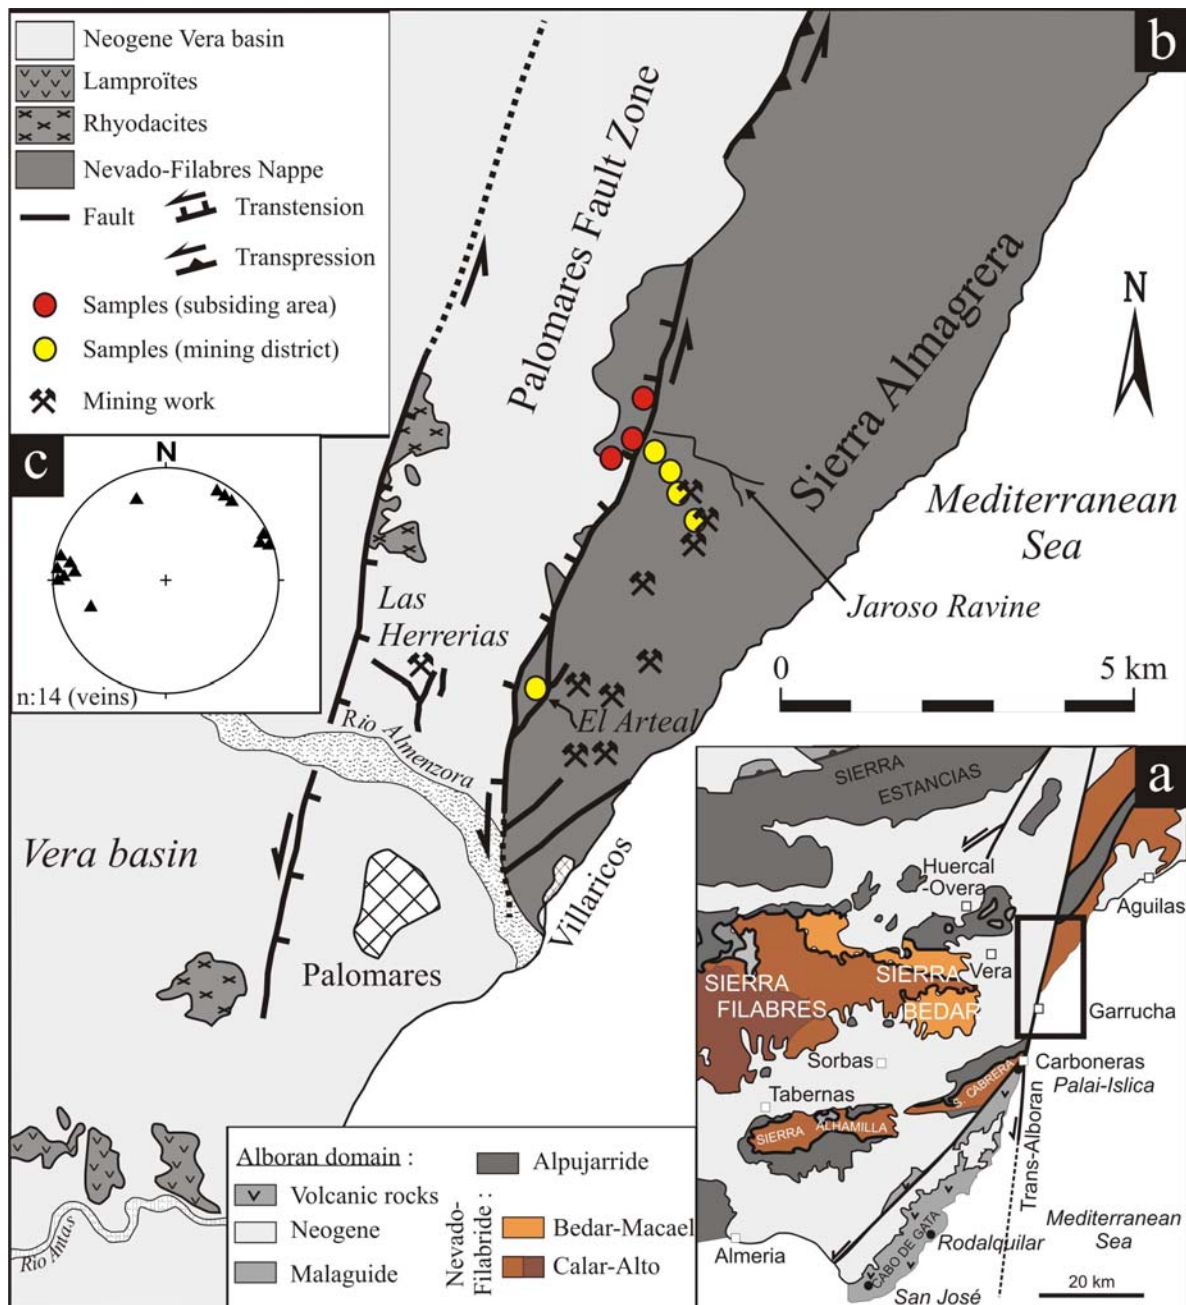 b
Neogene Vera basin
Lamproïtes
Rhyodacites
Nevado-Filabres Nappe
Fault
Transtension
Transpression
Samples (subsiding area)
Samples (mining district)
Mining work
Palomares Fault Zone
Sierra Almagrera
N
Mediterranean
Sea
Jaroso Ravine
0
5 km
c
N
n:14 (veins)
Las
Herrerias
El Arteal
Rio Almenzora
Vera basin
Villaricos
Palomares
Rio Antas
a
SIERRA
ESTANCIAS
Huercal
-Overa
Aguilas
Vera
SIERRA
FILABRES
SIERRA
BEDAR
Garrucha
Sorbas
Carboneras
Palai-Islica
S. CABRERA
Tabernas
SIERRA
ALHAMILLA
Trans-Alboran
Mediterranean
Sea
Almeria
CABO DE GATA
Rodalquilar
San José
20 km
Alboran domain :
Volcanic rocks
Neogene
Malaguide
Alpujarride
Nevado-
Filabride :
Bedar-Macael
Calar-Alto